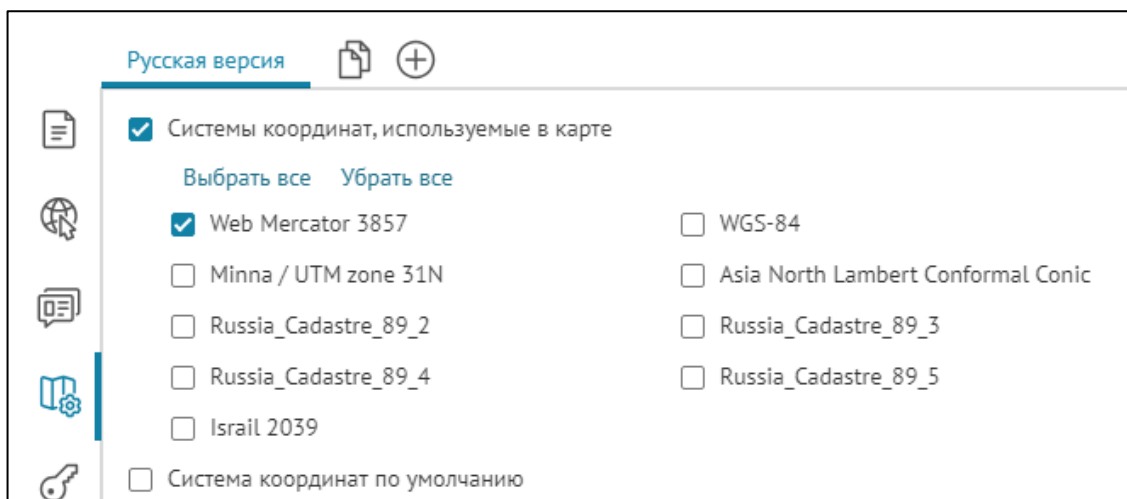 Русская версия
Системы координат, используемые в карте
Выбрать все Убрать все
Web Mercator 3857 WGS-84
Minna / UTM zone 31N Asia North Lambert Conformal Conic
Russia_Cadastre_89_2 Russia_Cadastre_89_3
Russia_Cadastre_89_4 Russia_Cadastre_89_5
Israil 2039
Система координат по умолчанию